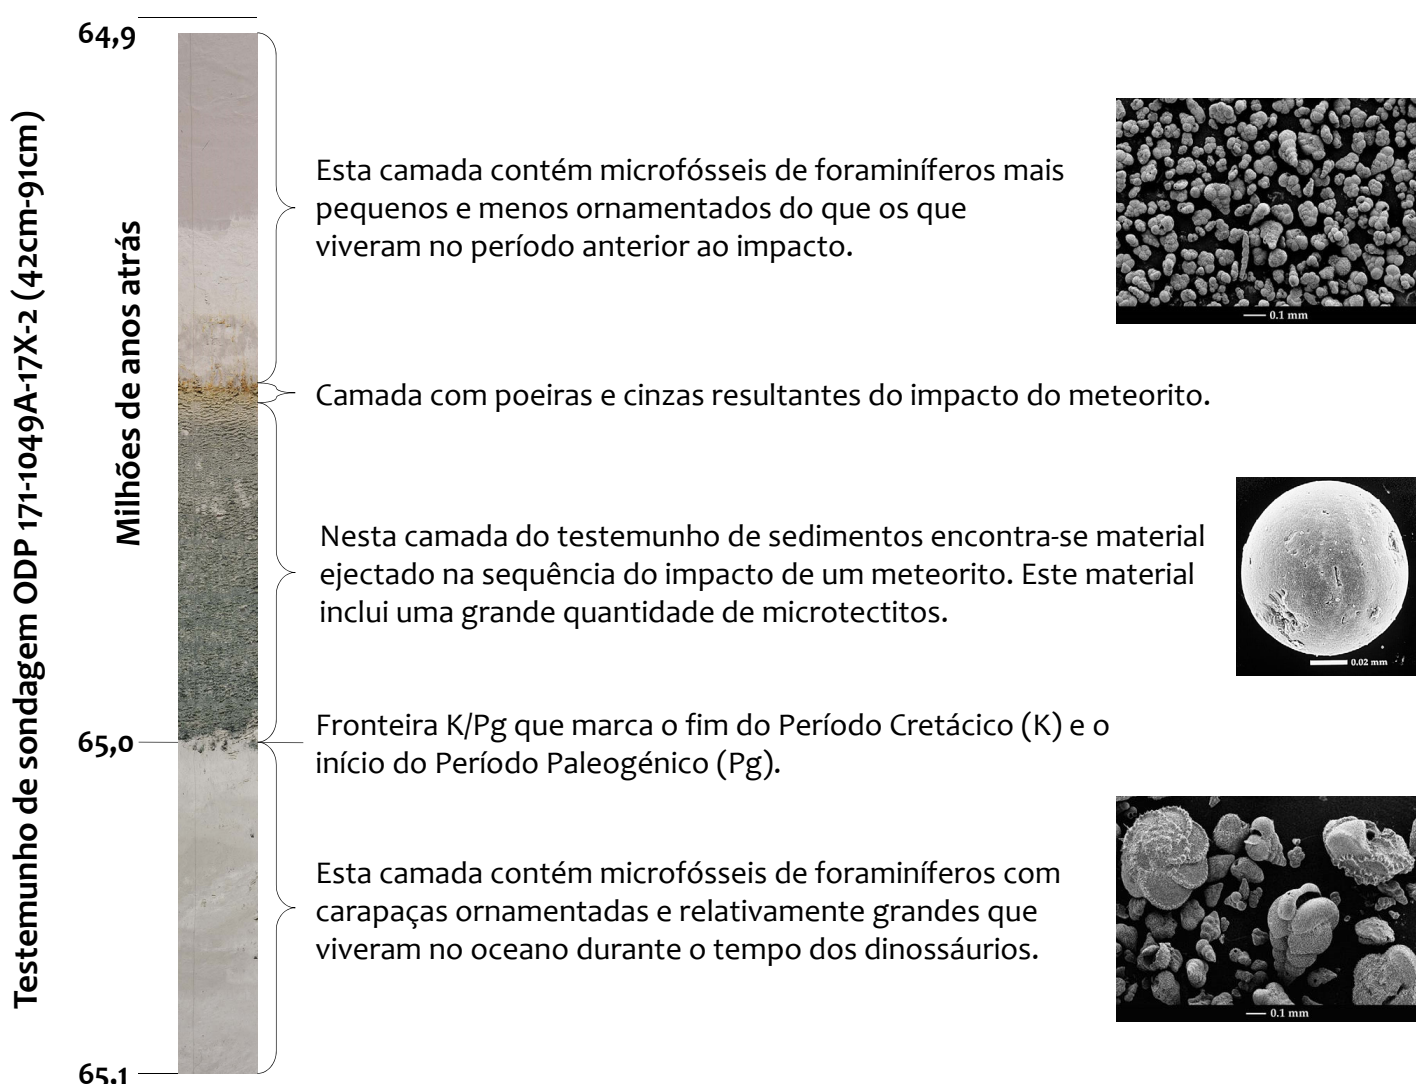 Testemunho de sondagem ODP 171-1049A-17X-2 (42cm-91cm)
Milhões de anos atrás
64,9
Esta camada contém microfósseis de foraminíferos mais
pequenos e menos ornamentados do que os que
viveram no período anterior ao impacto.
0.1 mm
Camada com poeiras e cinzas resultantes do impacto do meteorito.
Nesta camada do testemunho de sedimentos encontra-se material
ejectado na sequência do impacto de um meteorito. Este material
inclui uma grande quantidade de microtectitos.
0.02 mm
65,0
Fronteira K/Pg que marca o fim do Período Cretácico (K) e o
início do Período Paleogénico (Pg).
Esta camada contém microfósseis de foraminíferos com
carapaças ornamentadas e relativamente grandes que
viveram no oceano durante o tempo dos dinossáurios.
0.1 mm
65,1